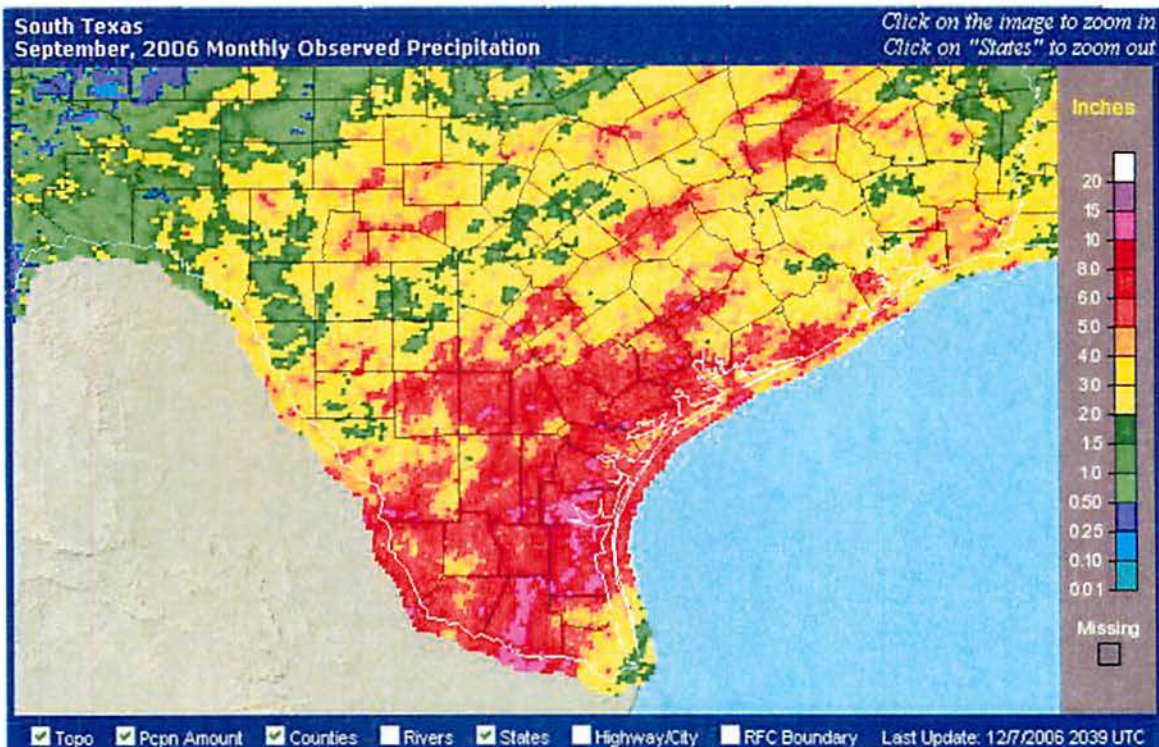 South Texas
September, 2006 Monthly Observed Precipitation
Click on the image to zoom in
Click on "States" to zoom out
Inches
20
15
10
8.0
6.0
5.0
4.0
3.0
2.0
1.5
1.0
0.50
0.25
0.10
0.01
Missing
Topo Pcpn Amount Counties Rivers States Highway/City RFC Boundary Last Update: 12/7/2006 2039 UTC